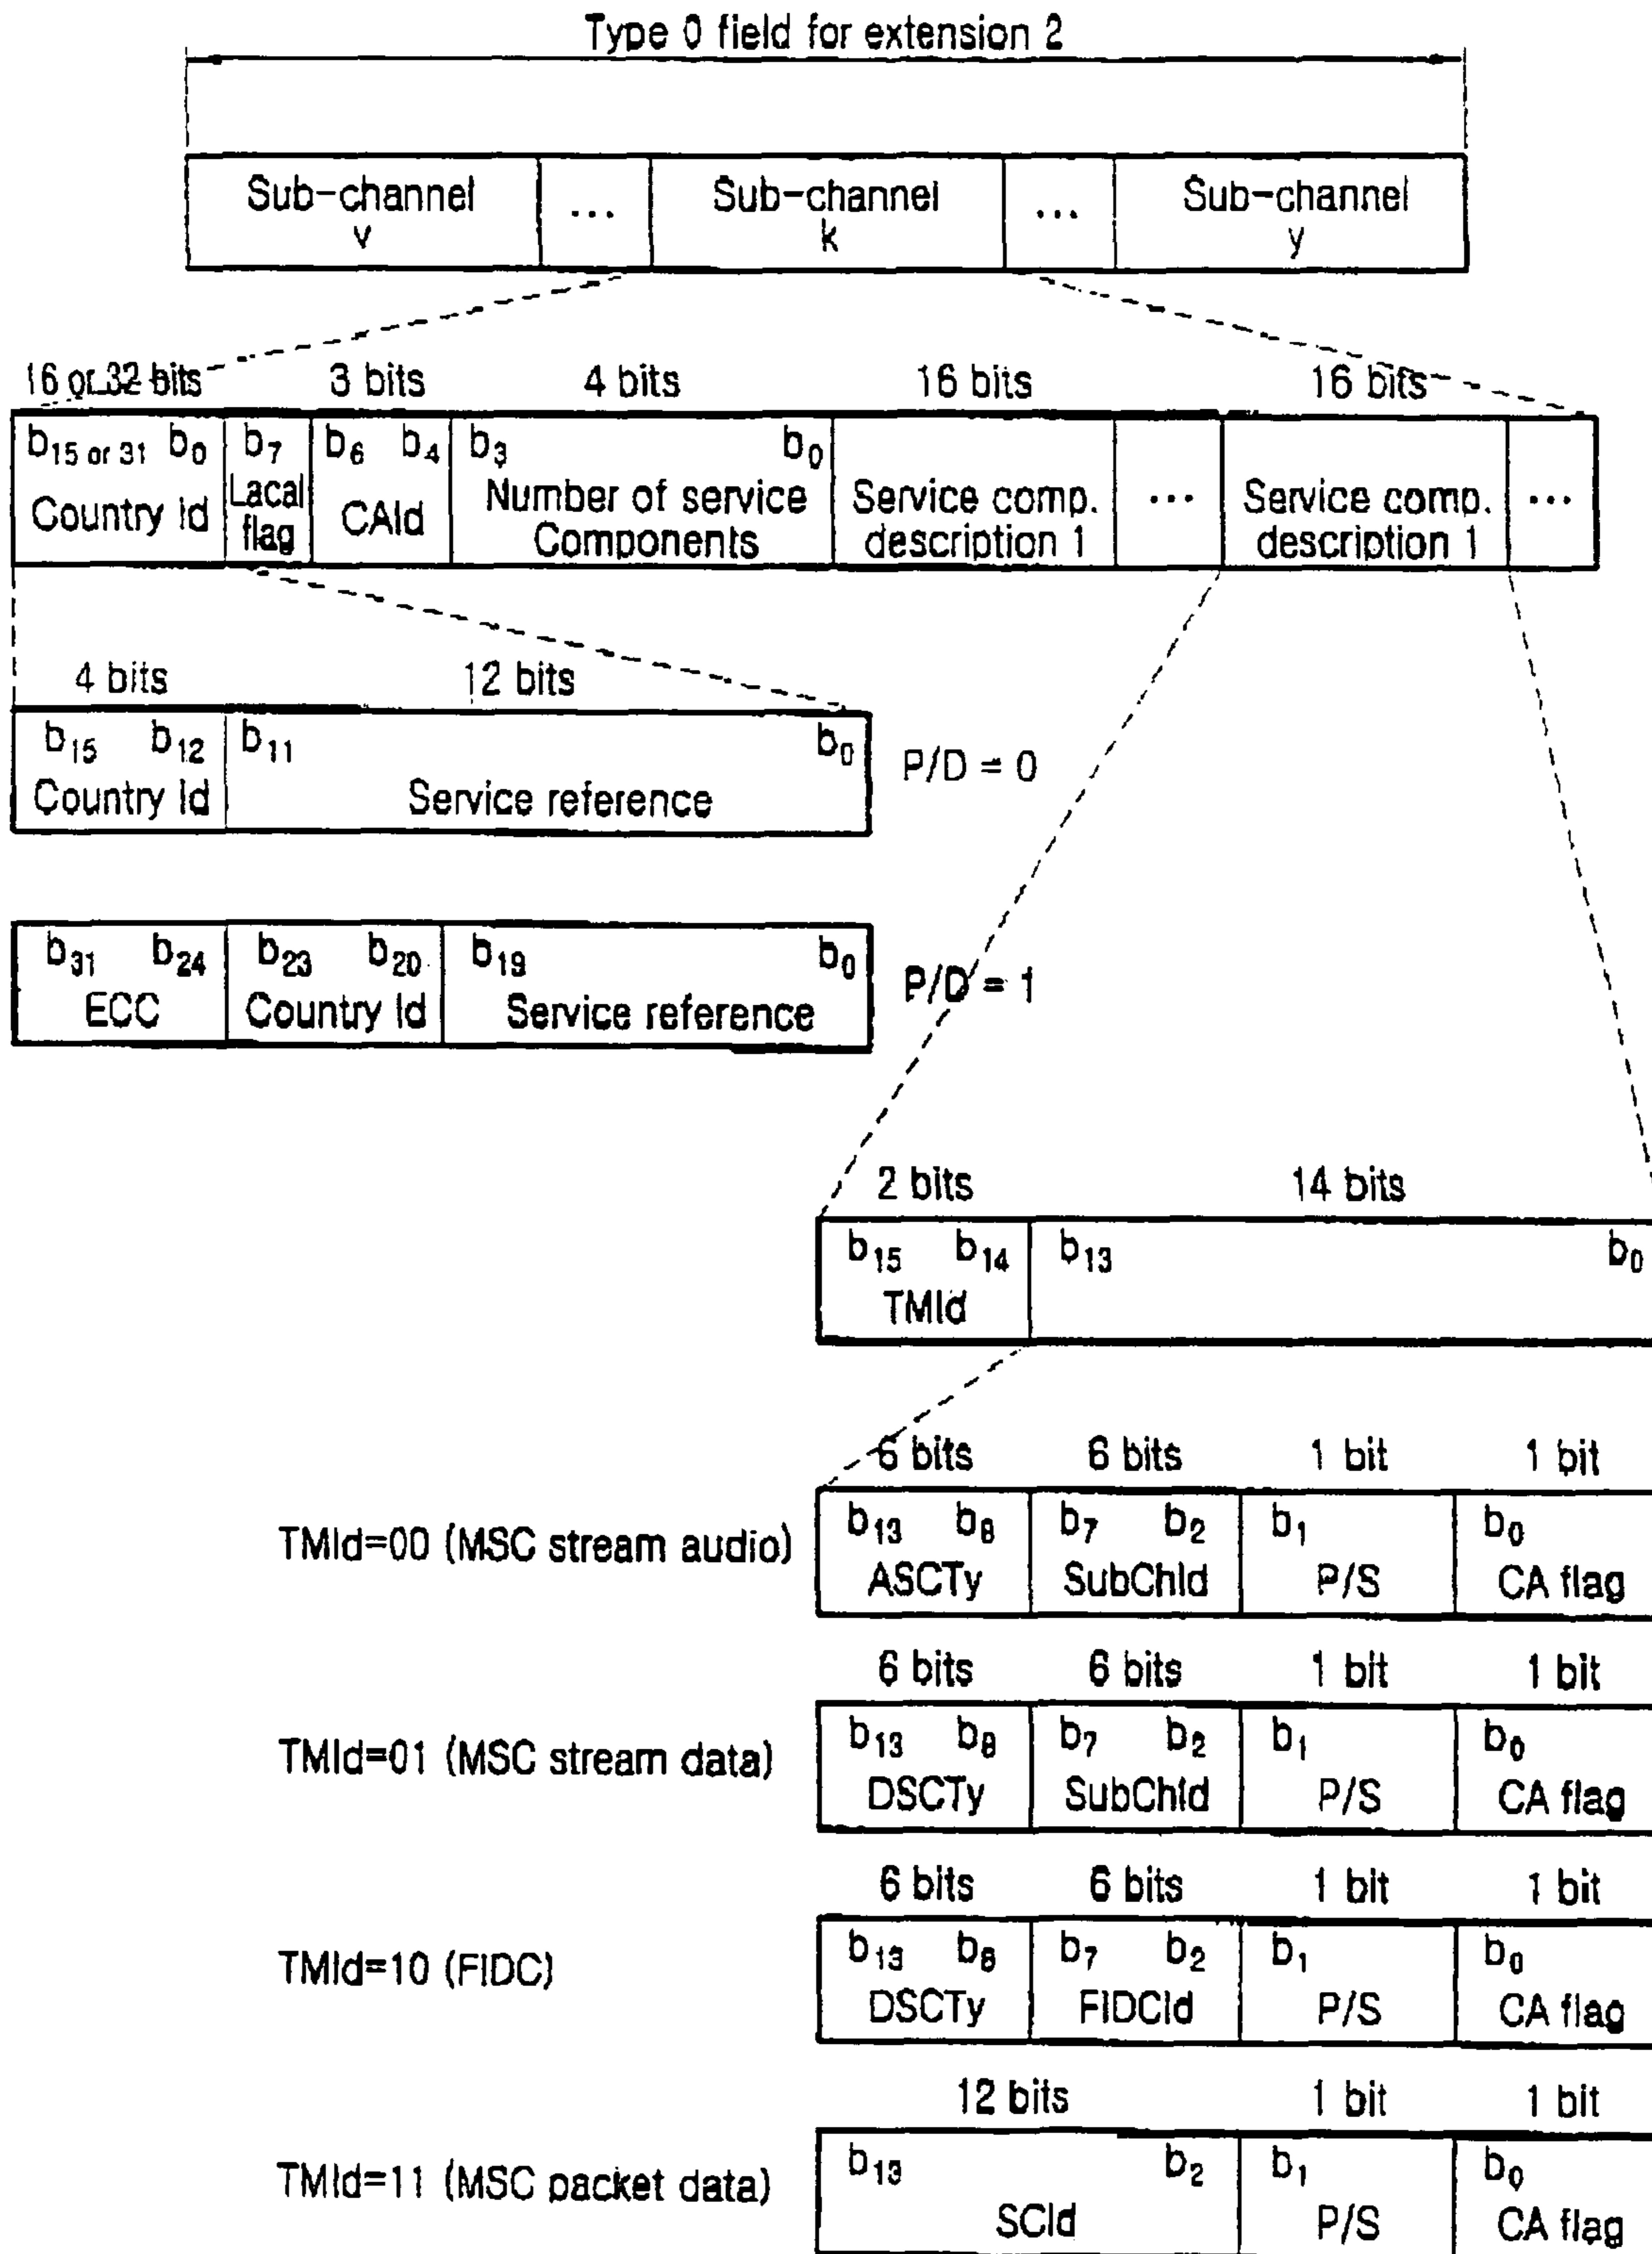 Type 0 field for extension 2
Sub-channel v ... Sub-channel k ... Sub-channel y
16 or 32 bits 3 bits 4 bits 16 bits 16 bits
b15 or 31 b0 b7 b6 b4 b3 b0
Country Id Lacal flag CAId Number of service Components Service comp. description 1 ... Service comp. description 1 ...
4 bits 12 bits
b15 b12 b11 b0
Country Id Service reference
P/D = 0
b31 b24 b23 b20 b19 b0
ECC Country Id Service reference
P/D = 1
2 bits 14 bits
b15 b14 b13 b0
TMId
6 bits 6 bits 1 bit 1 bit
TMId=00 (MSC stream audio)
b13 b8 b7 b2 b1 b0
ASCTy SubChId P/S CA flag
6 bits 6 bits 1 bit 1 bit
TMId=01 (MSC stream data)
b13 b8 b7 b2 b1 b0
DSCTy SubChId P/S CA flag
6 bits 6 bits 1 bit 1 bit
TMId=10 (FIDC)
b13 b8 b7 b2 b1 b0
DSCTy FIDCId P/S CA flag
12 bits 1 bit 1 bit
TMId=11 (MSC packet data)
b13 b2 b1 b0
SCId P/S CA flag